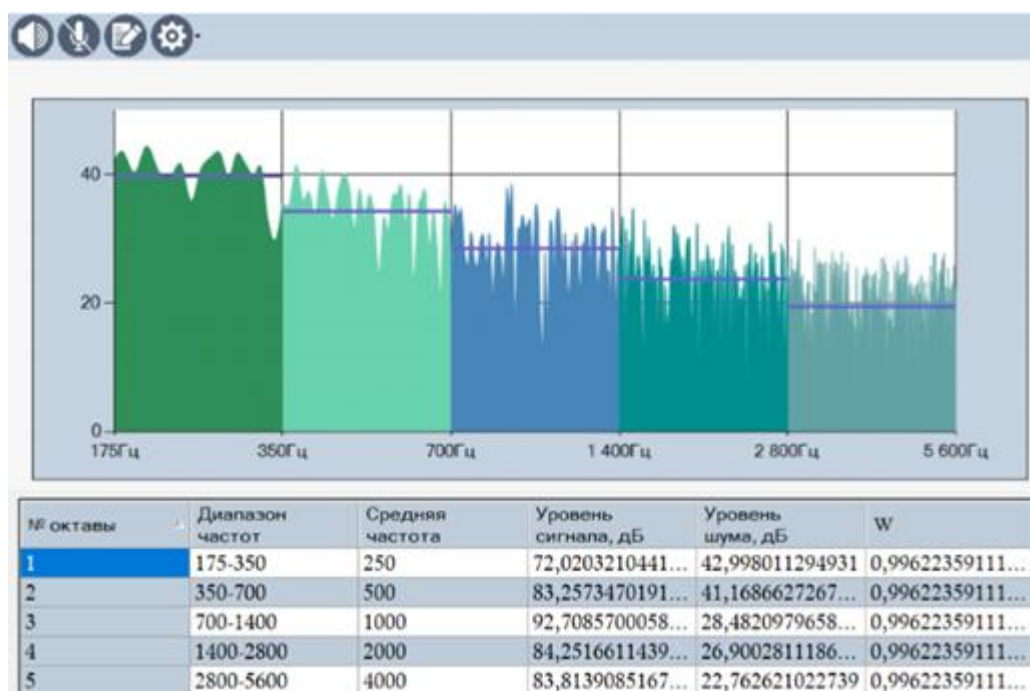 40
20
0
175Гц 350Гц 700Гц 1 400Гц 2 800Гц 5 600Гц
№ октавы Диапазон частот Средняя частота Уровень сигнала, дБ Уровень шума, дБ W
1 175-350 250 72,0203210441... 42,998011294931 0,99622359111...
2 350-700 500 83,2573470191... 41,1686627267... 0,99622359111...
3 700-1400 1000 92,7085700058... 28,4820979658... 0,99622359111...
4 1400-2800 2000 84,2516611439... 26,9002811186... 0,99622359111...
5 2800-5600 4000 83,8139085167... 22,762621022739 0,99622359111...